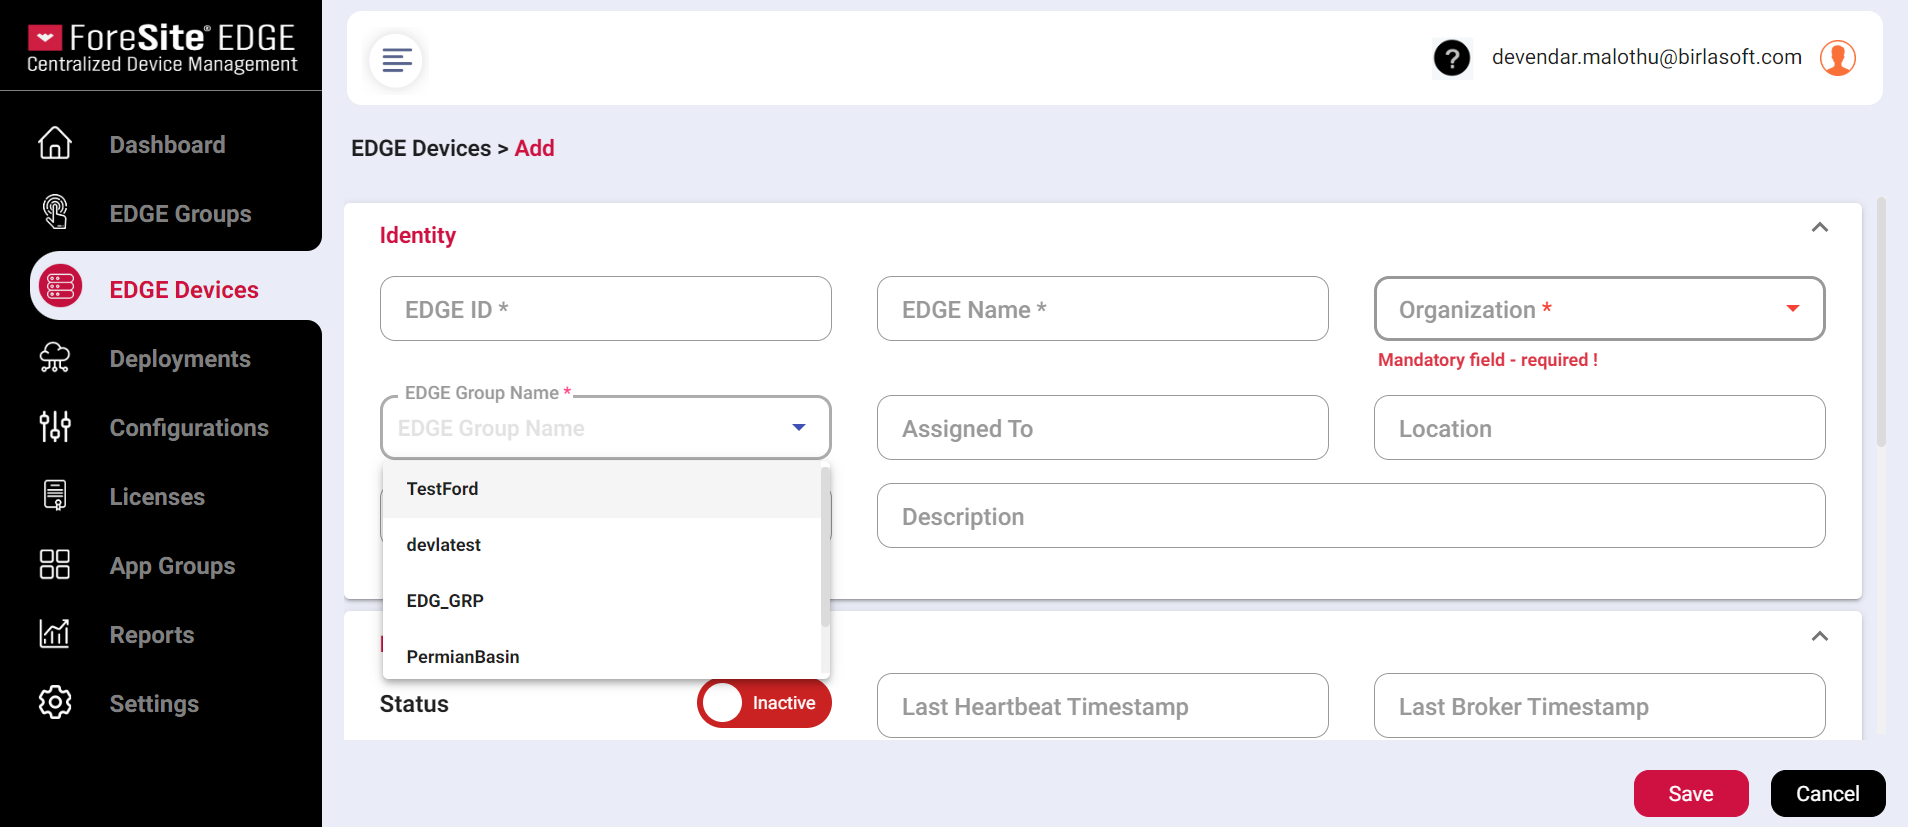 ForeSite® EDGE
Centralized Device Management
?
devendar.malothu@birlasoft.com
Dashboard
EDGE Groups
EDGE Devices
Deployments
Configurations
Licenses
App Groups
Reports
Settings
EDGE Devices > Add
Identity
EDGE ID *
EDGE Name *
Organization *
Mandatory field - required !
EDGE Group Name *
EDGE Group Name
Assigned To
Location
TestFord
devlatest
EDG_GRP
PermianBasin
Description
Status
Inactive
Last Heartbeat Timestamp
Last Broker Timestamp
Save
Cancel